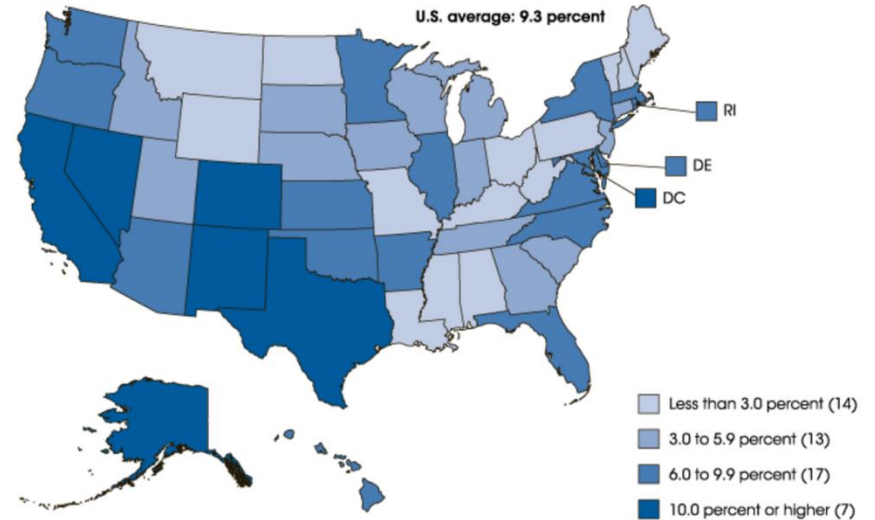 U.S. average: 9.3 percent
RI
DE
DC
Less than 3.0 percent (14)
3.0 to 5.9 percent (13)
6.0 to 9.9 percent (17)
10.0 percent or higher (7)